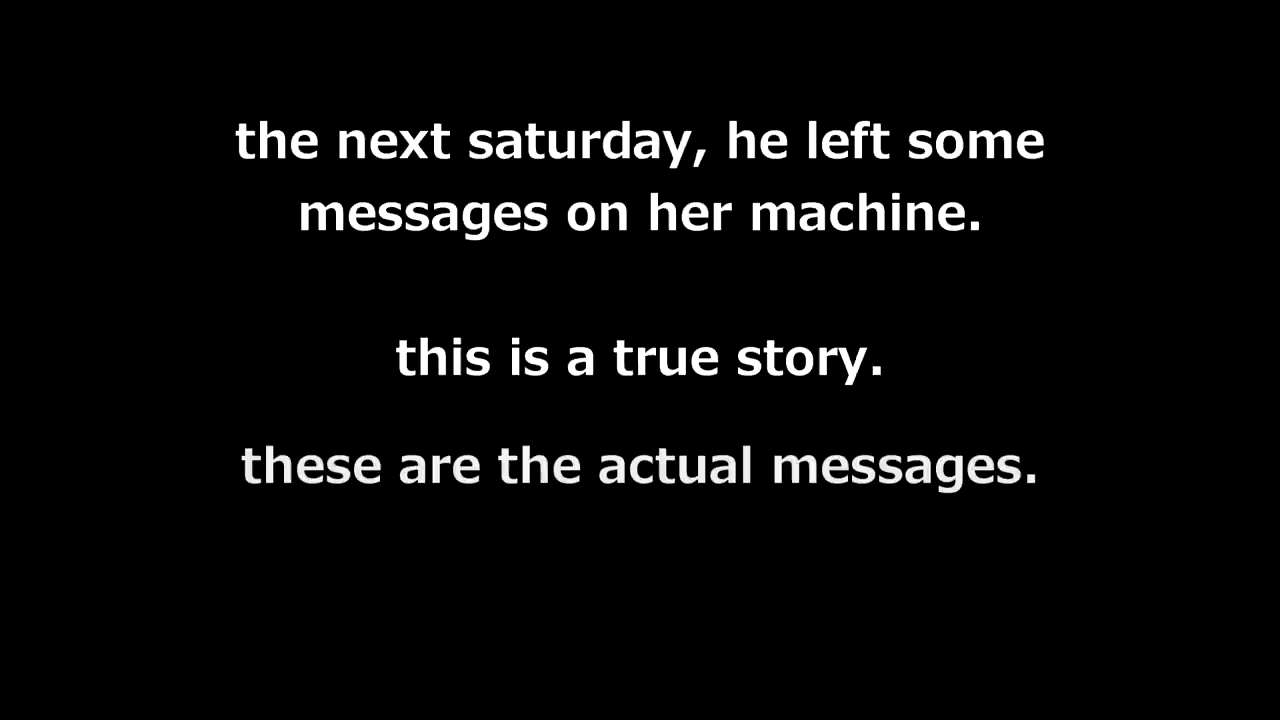 the next saturday, he left some
messages on her machine.
this is a true story.
these are the actual messages.